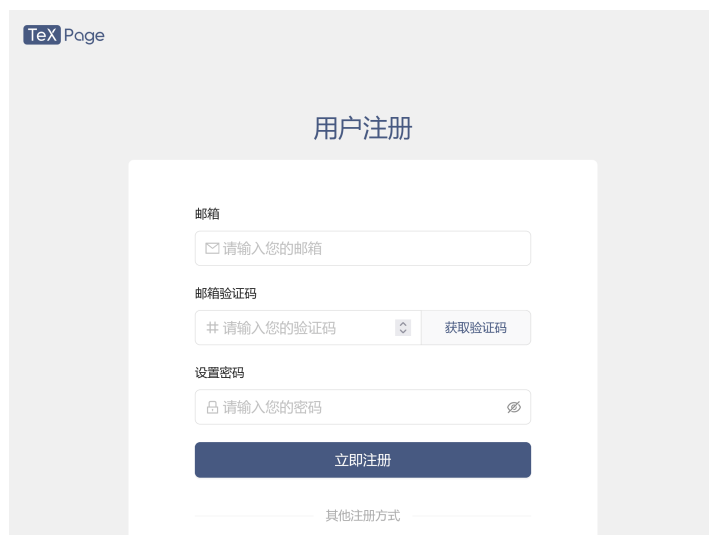 TeX Page
用户注册
邮箱
请输入您的邮箱
邮箱验证码
请输入您的验证码
获取验证码
设置密码
请输入您的密码
立即注册
其他注册方式